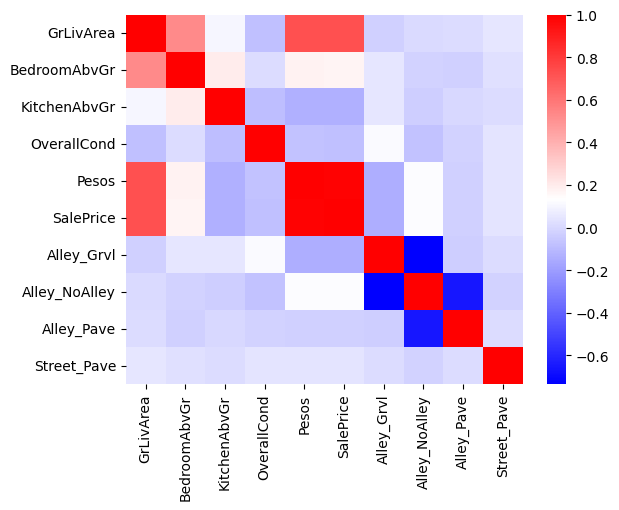 GrLivArea
BedroomAbvGr
KitchenAbvGr
OverallCond
Pesos
SalePrice
Alley_Grvl
Alley_NoAlley
Alley_Pave
Street_Pave
GrLivArea
BedroomAbvGr
KitchenAbvGr
OverallCond
Pesos
SalePrice
Alley_Grvl
Alley_NoAlley
Alley_Pave
Street_Pave
1.0
0.8
0.6
0.4
0.2
0.0
−0.2
−0.4
−0.6